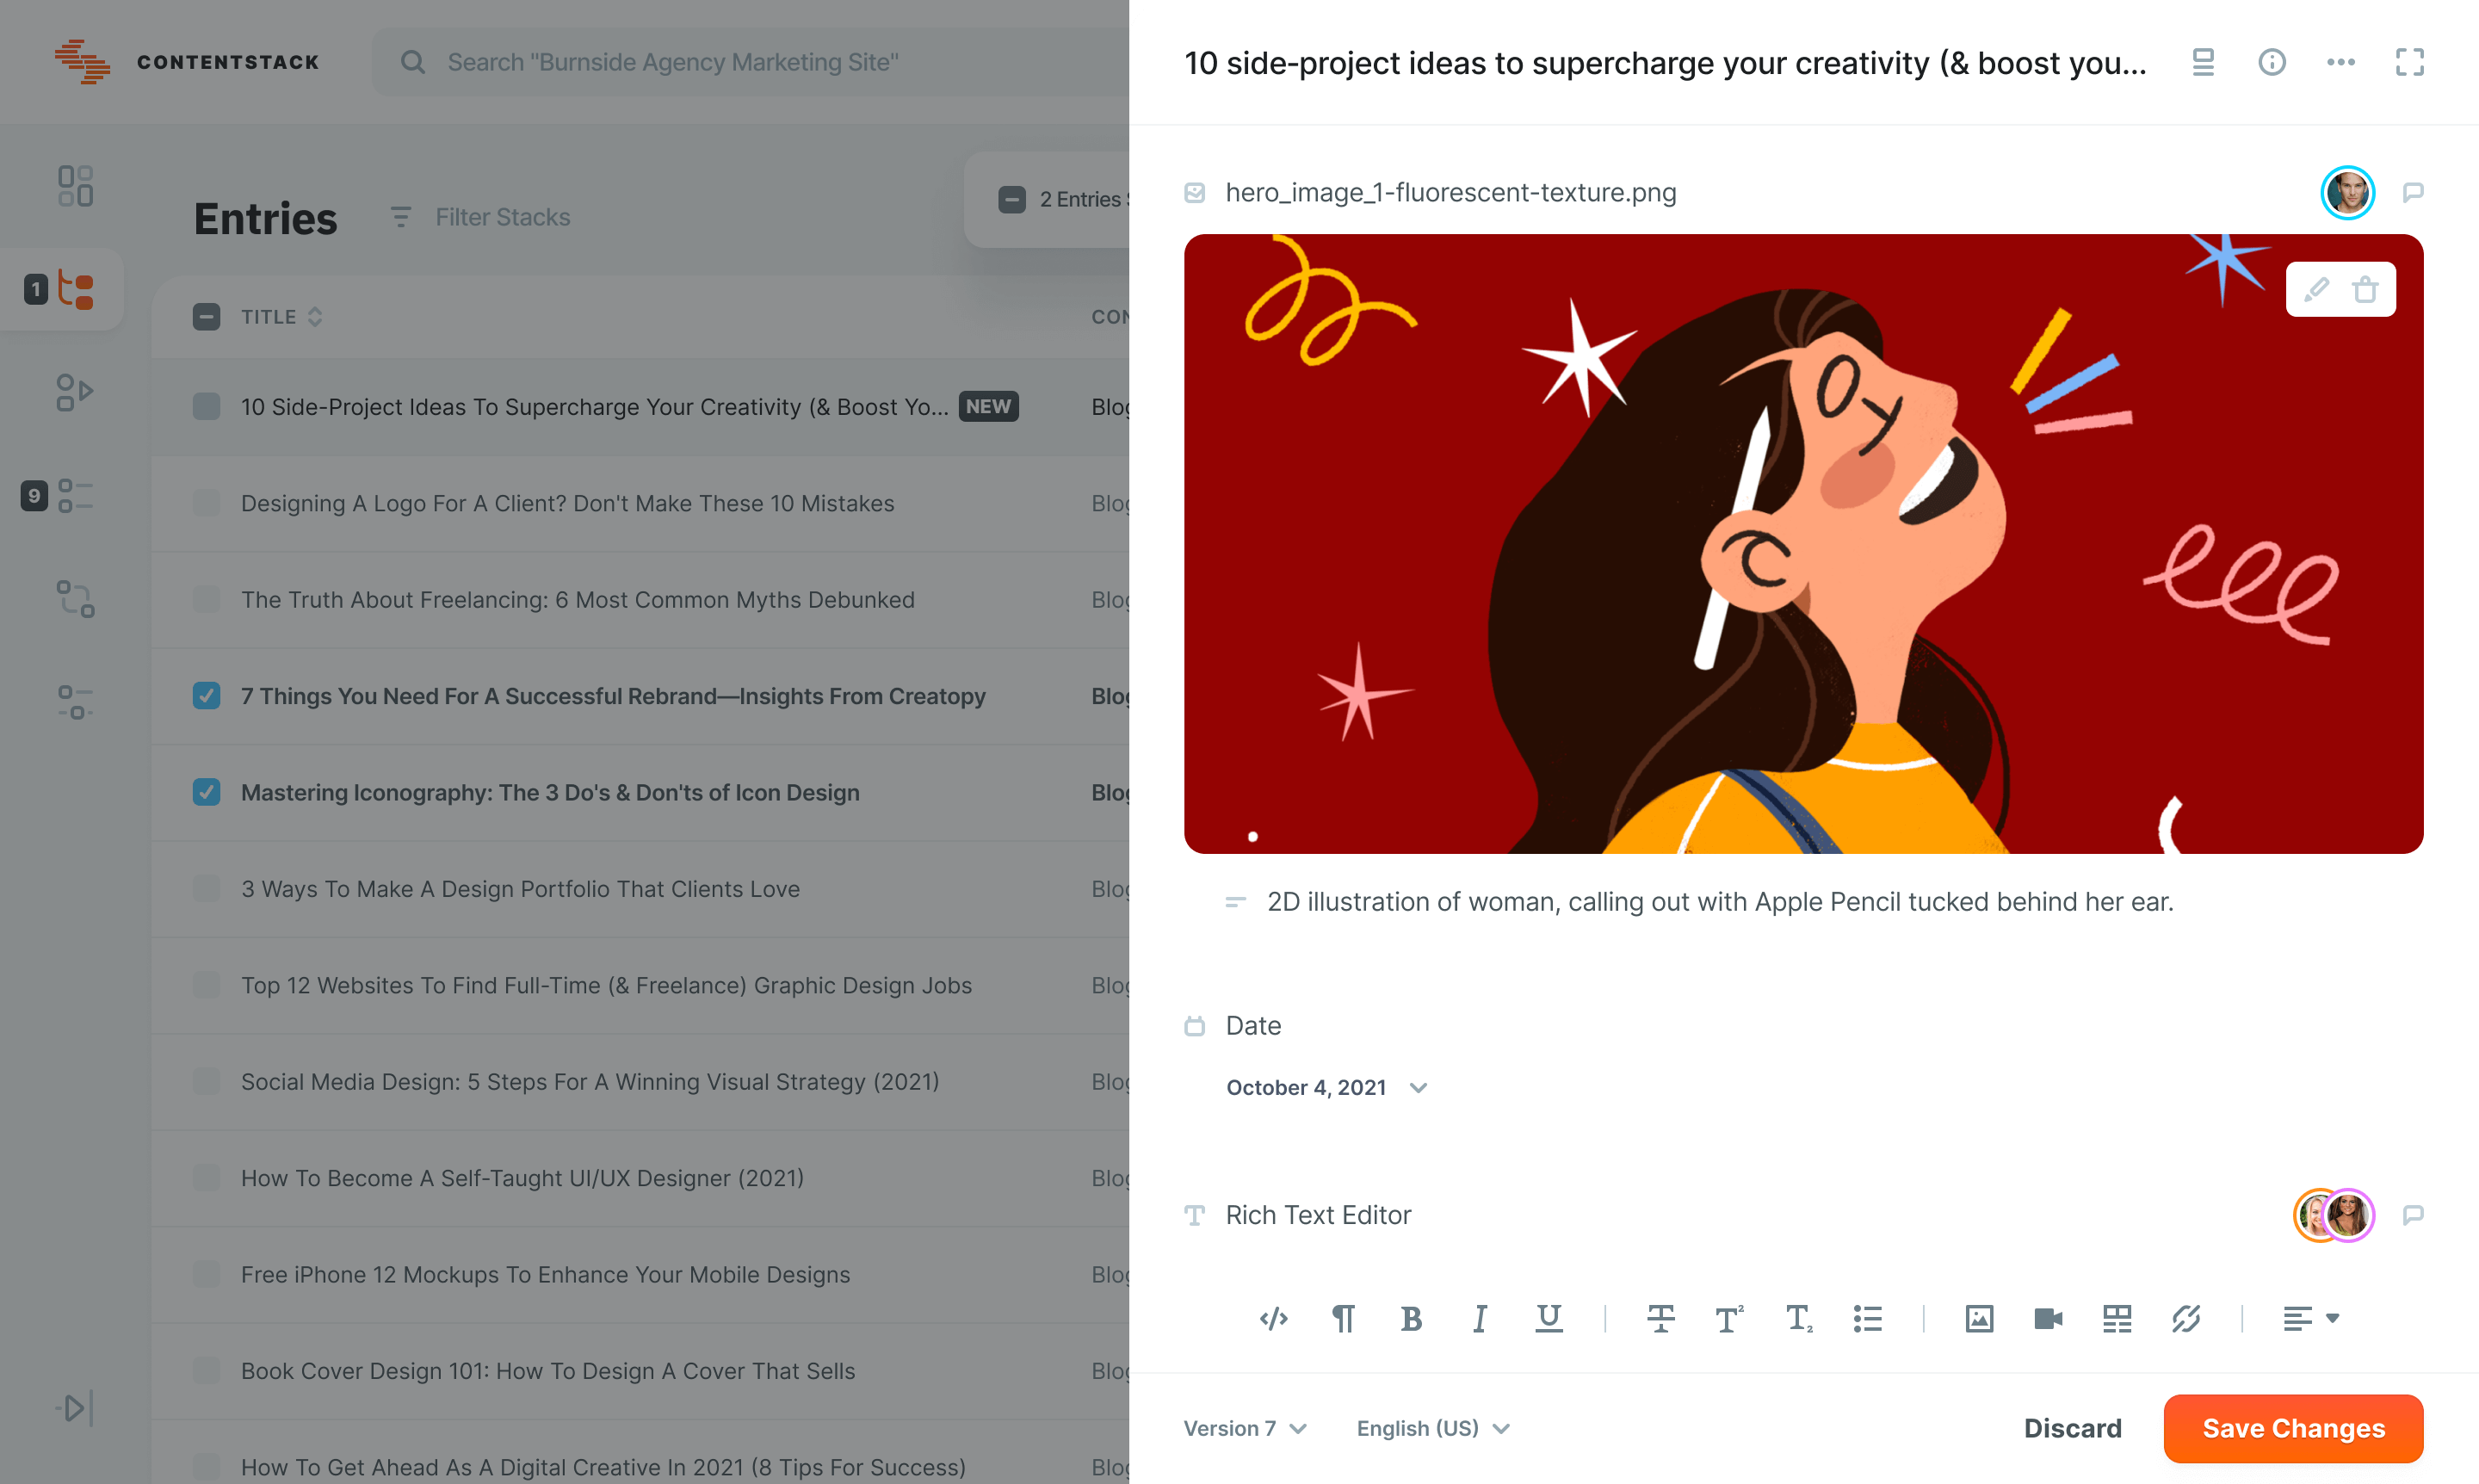 CONTENTSTACK
Search "Burnside Agency Marketing Site"
Entries
Filter Stacks
2 Entries
1
9
TITLE
10 Side-Project Ideas To Supercharge Your Creativity (& Boost Yo... NEW
Blog
Designing A Logo For A Client? Don't Make These 10 Mistakes
Blog
The Truth About Freelancing: 6 Most Common Myths Debunked
Blog
7 Things You Need For A Successful Rebrand—Insights From Creatopy
Blog
Mastering Iconography: The 3 Do's & Don'ts of Icon Design
Blog
3 Ways To Make A Design Portfolio That Clients Love
Blog
Top 12 Websites To Find Full-Time (& Freelance) Graphic Design Jobs
Blog
Social Media Design: 5 Steps For A Winning Visual Strategy (2021)
Blog
How To Become A Self-Taught UI/UX Designer (2021)
Blog
Free iPhone 12 Mockups To Enhance Your Mobile Designs
Blog
Book Cover Design 101: How To Design A Cover That Sells
Blog
How To Get Ahead As A Digital Creative In 2021 (8 Tips For Success)
Blog
10 side-project ideas to supercharge your creativity (& boost you...
hero_image_1-fluorescent-texture.png
2D illustration of woman, calling out with Apple Pencil tucked behind her ear.
Date
October 4, 2021
Rich Text Editor
Version 7
English (US)
Discard
Save Changes